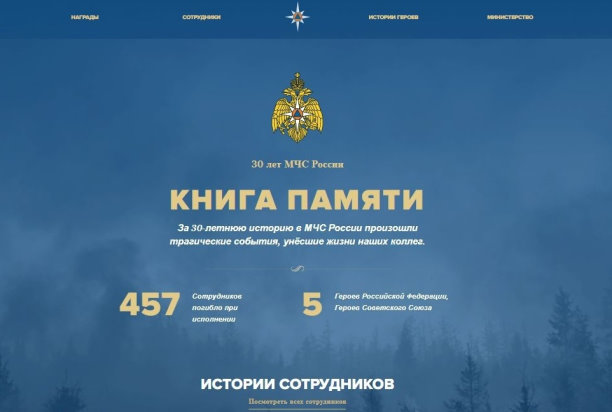 НАГРАДЫ СОТРУДНИКИ ИСТОРИИ ГЕРОЕВ МИНИСТЕРСТВО
30 лет МЧС России
КНИГА ПАМЯТИ
За 30-летнюю историю в МЧС России произошли
трагические события, унёсшие жизни наших коллег.
457
Сотрудников
погибло при
исполнении
5
Героев Российской Федерации,
Героев Советского Союза
ИСТОРИИ СОТРУДНИКОВ
Посмотреть всех сотрудников